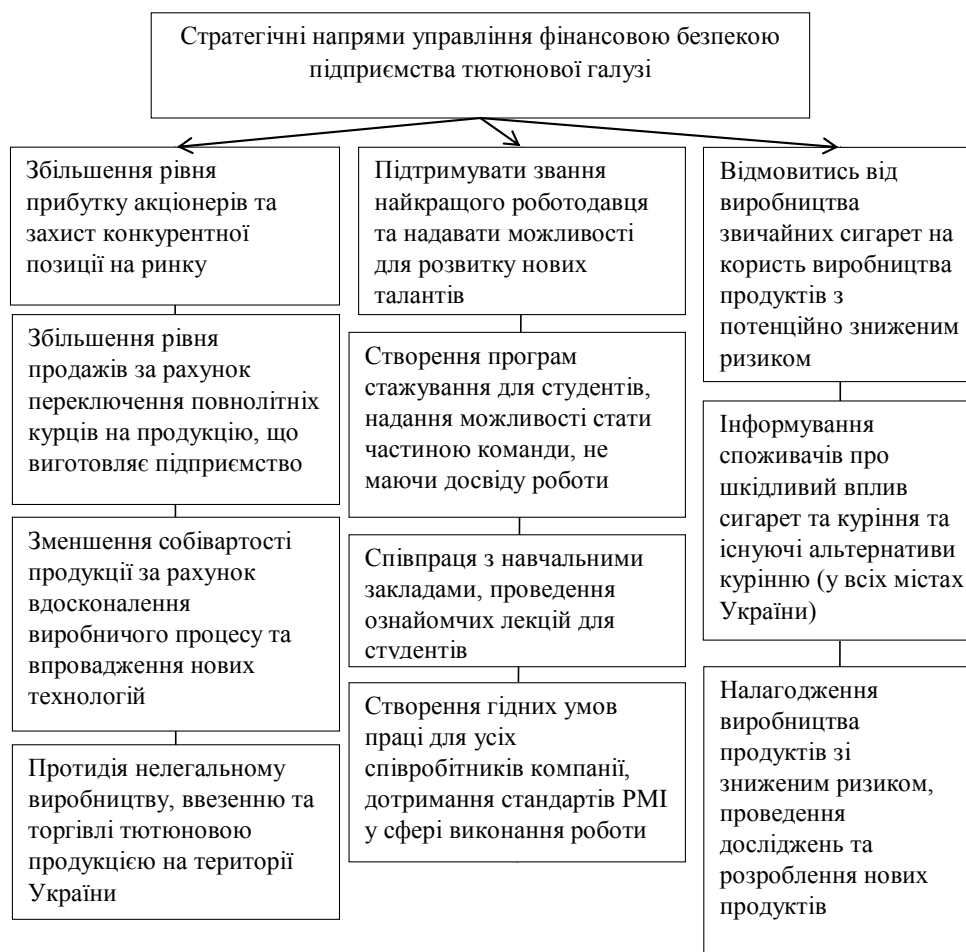 Стратегічні напрями управління фінансовою безпекою
підприємства тютюнової галузі
Збільшення рівня
прибутку акціонерів та
захист конкурентної
позиції на ринку
Збільшення рівня
продажів за рахунок
переключення повнолітніх
курців на продукцію, що
виготовляє підприємство
Зменшення собівартості
продукції за рахунок
вдосконалення
виробничого процесу та
впровадження нових
технологій
Протидія нелегальному
виробництву, ввезенню та
торгівлі тютюновою
продукцією на території
України
Підтримувати звання
найкращого роботодавця
та надавати можливості
для розвитку нових
талантів
Створення програм
стажування для студентів,
надання можливості стати
частиною команди, не
маючи досвіду роботи
Співпраця з навчальними
закладами, проведення
ознайомчих лекцій для
студентів
Створення гідних умов
праці для усіх
співробітників компанії,
дотримання стандартів PMI
у сфері виконання роботи
Відмовитись від
виробництва
звичайних сигарет на
користь виробництва
продуктів з
потенційно зниженим
ризиком
Інформування
споживачів про
шкідливий вплив
сигарет та куріння та
існуючі альтернативи
курінню (у всіх містах
України)
Налагодження
виробництва
продуктів зі
зниженим ризиком,
проведення
досліджень та
розроблення нових
продуктів